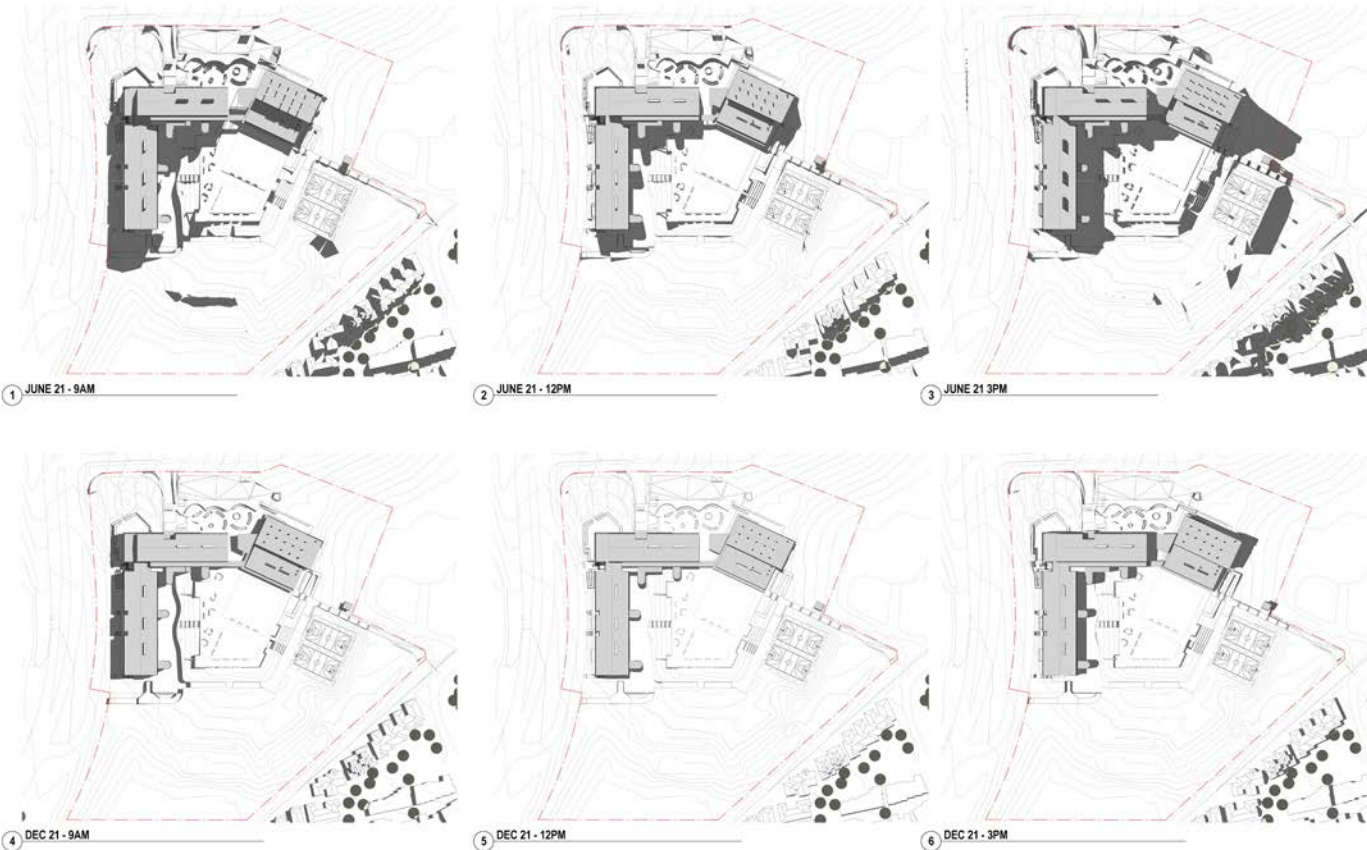 1 JUNE 21 - 9AM
2 JUNE 21 - 12PM
3 JUNE 21 3PM
4 DEC 21 - 9AM
5 DEC 21 - 12PM
6 DEC 21 - 3PM